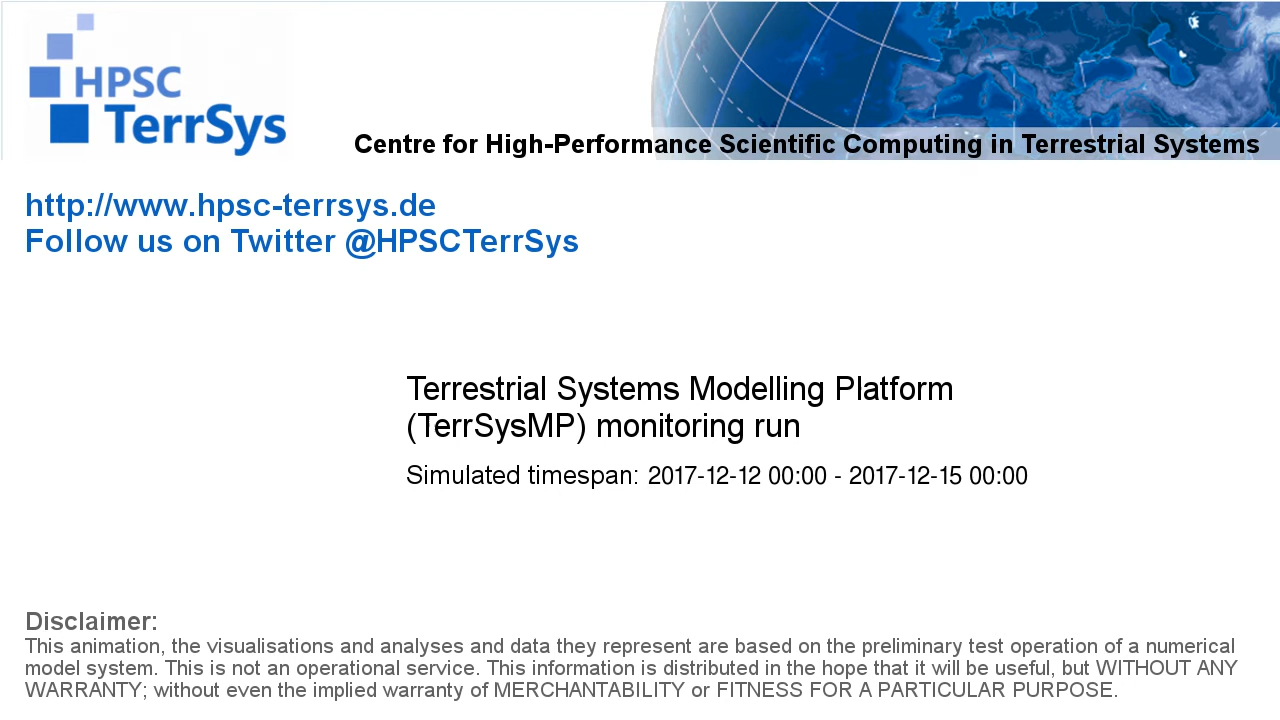 HPSC
TerrSys
Centre for High-Performance Scientific Computing in Terrestrial Systems
http://www.hpsc-terrsys.de
Follow us on Twitter @HPSCTerrSys
Terrestrial Systems Modelling Platform
(TerrSysMP) monitoring run
Simulated timespan: 2017-12-12 00:00 - 2017-12-15 00:00
Disclaimer:
This animation, the visualisations and analyses and data they represent are based on the preliminary test operation of a numerical
model system. This is not an operational service. This information is distributed in the hope that it will be useful, but WITHOUT ANY
WARRANTY; without even the implied warranty of MERCHANTABILITY or FITNESS FOR A PARTICULAR PURPOSE.